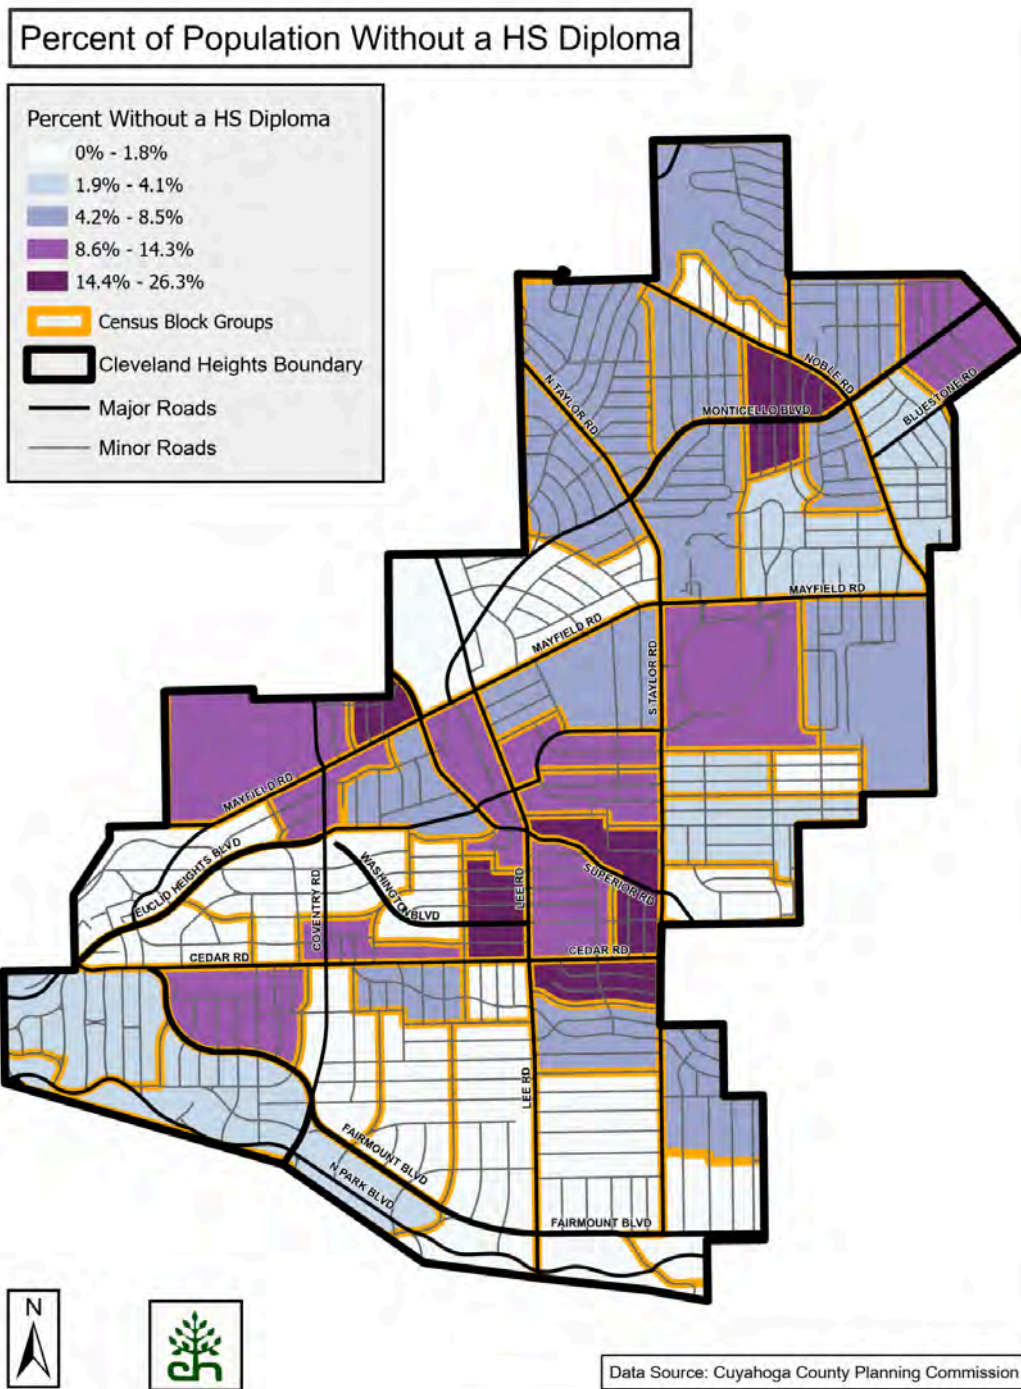 Percent of Population Without a HS Diploma
Percent Without a HS Diploma
0% - 1.8%
1.9% - 4.1%
4.2% - 8.5%
8.6% - 14.3%
14.4% - 26.3%
Census Block Groups
Cleveland Heights Boundary
Major Roads
Minor Roads
NOBLE RD
N TAYLOR RD
MONTICELLO BLVD
BLUESTONE RD
MAYFIELD RD
MAYFIELD RD
S TAYLOR RD
MAYFIELD RD
EUCLID HEIGHTS BLVD
WASHINGTON BLVD
SUPERIOR RD
LEE RD
COVENTRY RD
CEDAR RD
CEDAR RD
LEE RD
FAIRMOUNT BLVD
N PARK BLVD
FAIRMOUNT BLVD
N
ch
Data Source: Cuyahoga County Planning Commission